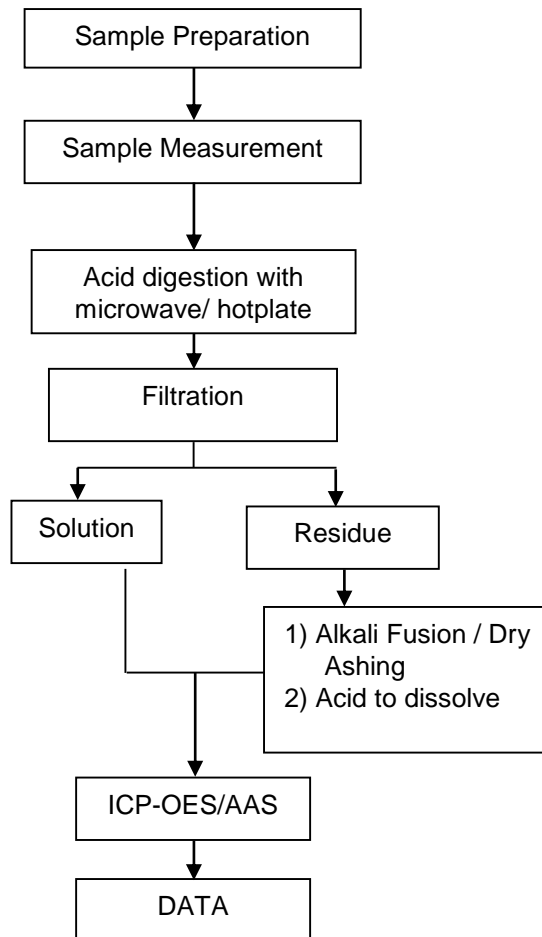 Sample Preparation
Sample Measurement
Acid digestion with
microwave/ hotplate
Filtration
Solution
Residue
1) Alkali Fusion / Dry
Ashing
2) Acid to dissolve
ICP-OES/AAS
DATA